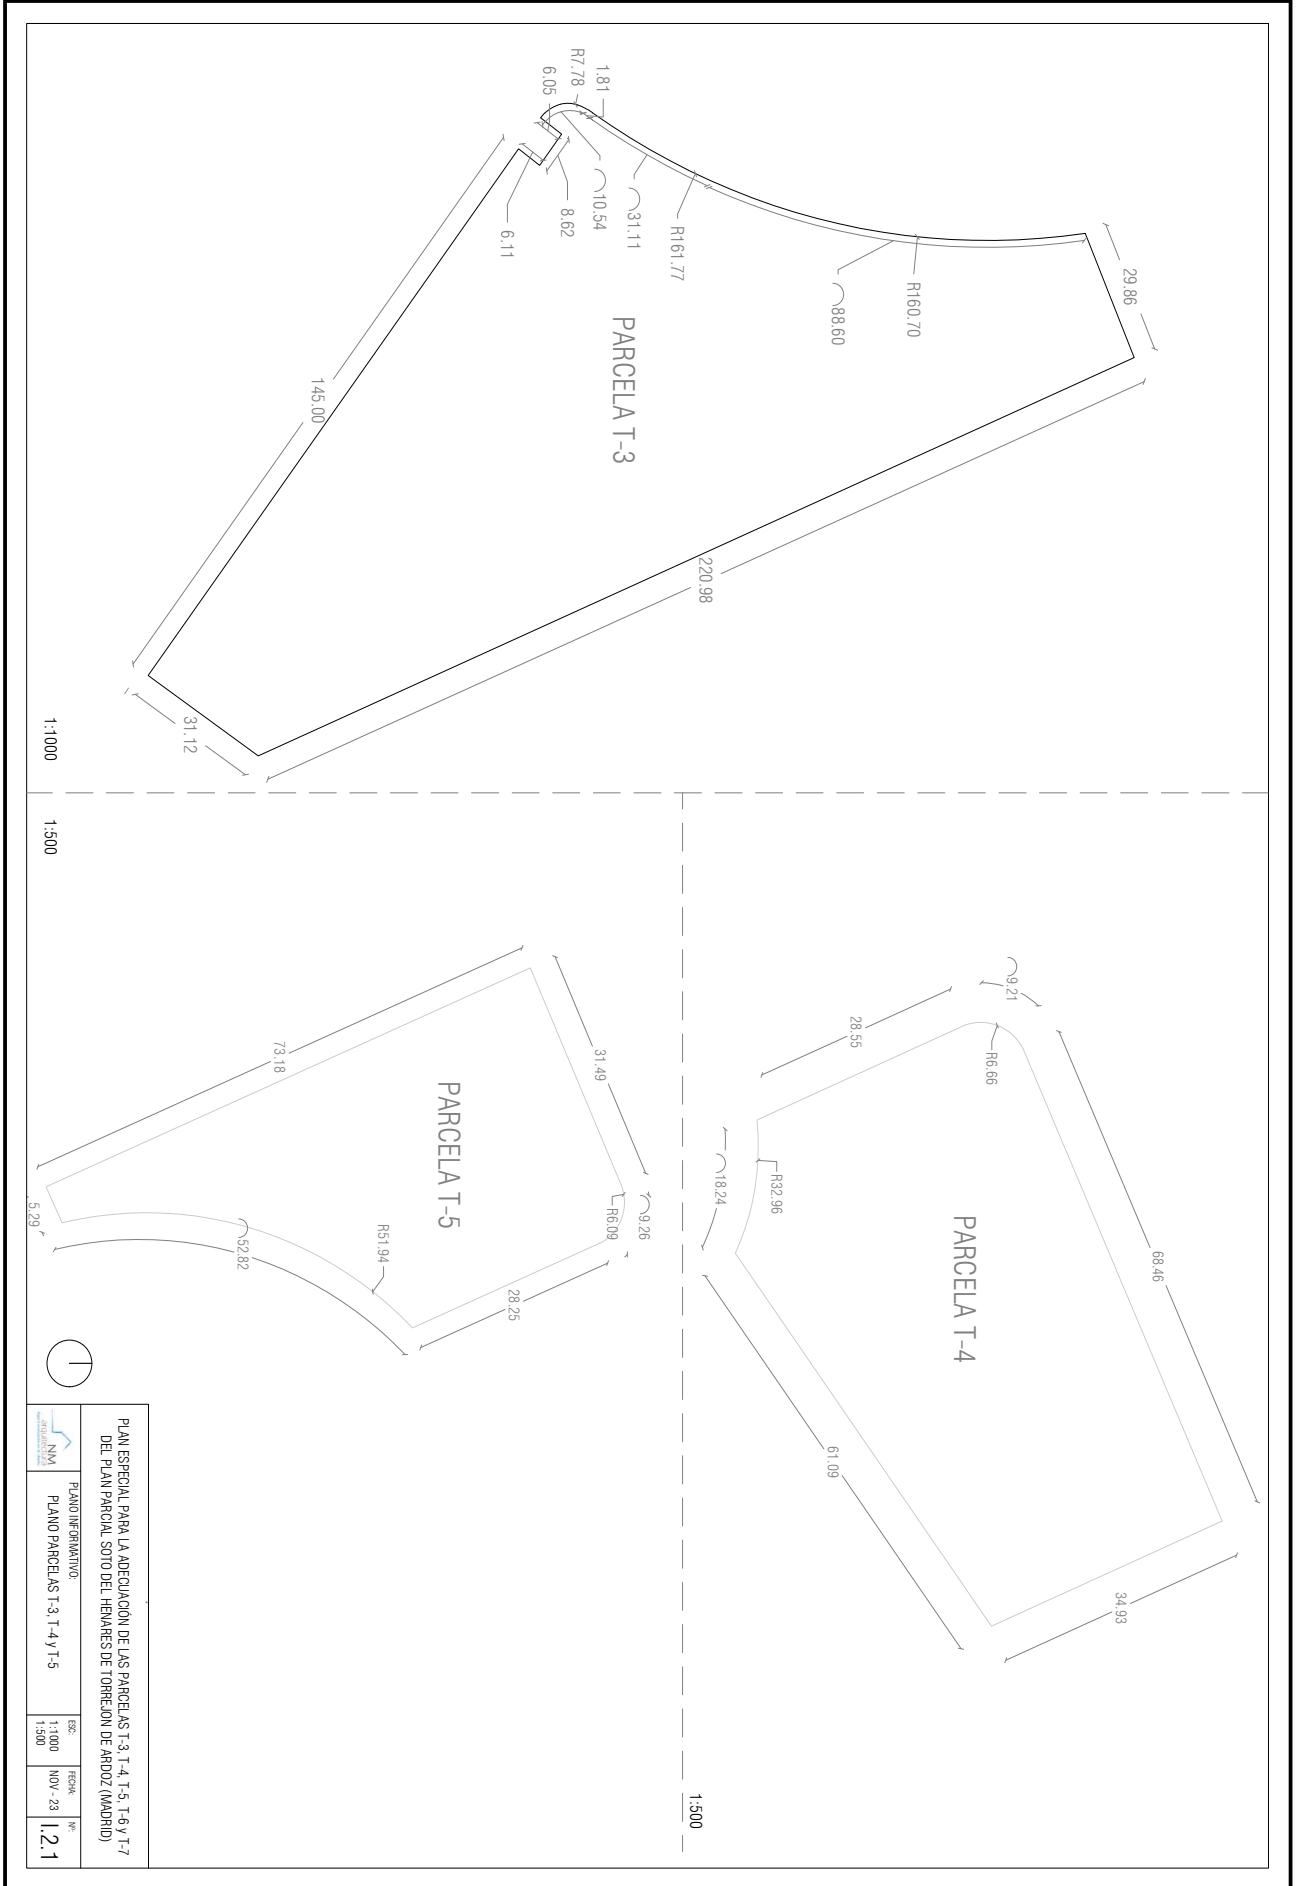 1.81
R7.78
6.05
10.54
31.11
R161.77
8.62
6.11
88.60
R160.70
29.86
PARCELA T-3
145.00
220.98
31.12
1:1000
1:500
9.21
28.55
R6.66
68.46
R32.96
18.24
PARCELA T-4
61.09
34.93
1:500
73.18
31.49
PARCELA T-5
9.26
R6.09
28.25
R51.94
52.82
5.29
PLAN ESPECIAL PARA LA ADECUACIÓN DE LAS PARCELAS T-3, T-4, T-5, T-6 y T-7
DEL PLAN PARCIAL SOTO DEL HENARES DE TORREJON DE ARDOZ (MADRID)
NM
arquitectura
PLANO INFORMATIVO:
PLANO PARCELAS T-3, T-4 y T-5
ESC:
1:1000
1:500
FECHA:
NOV - 23
Nº:
I.2.1